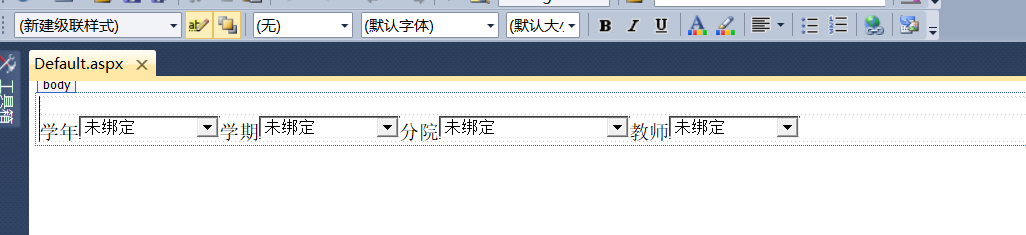 (新建级联样式) (无) (默认字体) (默认大小 B I U A
Default.aspx
工具箱
body
学年 未绑定 学期 未绑定 分院 未绑定 教师 未绑定